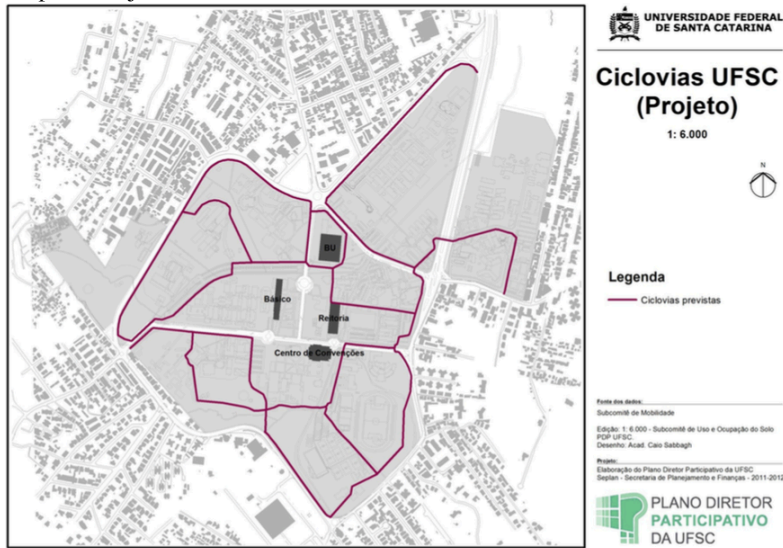 UNIVERSIDADE FEDERAL
DE SANTA CATARINA
Ciclovias UFSC
(Projeto)
1: 6.000
N
BU
Básico
Reitoria
Centro de Convenções
Legenda
Ciclovias previstas
Fonte dos dados:
Subcomitê de Mobilidade
Edição: 1: 6.000 - Subcomitê de Uso e Ocupação do Solo
PDP UFSC.
Desenho: Acad. Caio Sabbagh
Projeto:
Elaboração do Plano Diretor Participativo da UFSC
Seplan - Secretaria de Planejamento e Finanças - 2011-2012
PLANO DIRETOR
PARTICIPATIVO
DA UFSC